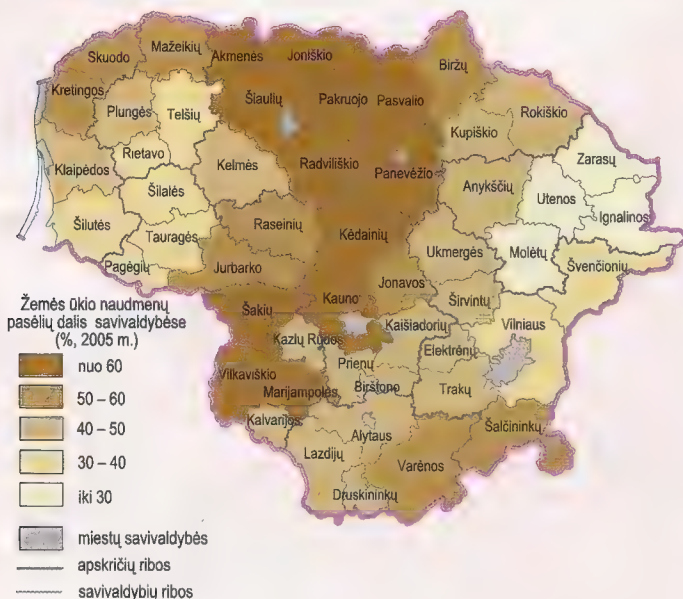 Skuodo
Mažeikių
Akmenės
Joniškio
Biržų
Kretingos
Plungės
Telšių
Šiaulių
Pakruojo
Pasvalio
Rokiškio
Kupiškio
Klaipėdos
Rietavo
Kelmės
Radviliškio
Panevėžio
Zarasų
Šilalės
Anykščių
Utenos
Ignalinos
Šilutės
Tauragės
Raseinių
Kėdainių
Ukmergės
Molėtų
Švenčionių
Pagėgių
Jurbarko
Jonavos
Širvintų
Šakių
Kauno
Kaišiadorių
Vilniaus
Kazlų Rūdos
Elektrėnų
Prienų
Vilkaviškio
Marijampolės
Birštono
Trakų
Kalvarijos
Alytaus
Šalčininkų
Lazdijų
Varėnos
Druskininkų
Žemės ūkio naudmenų
pasėlių dalis savivaldybėse
(%, 2005 m.)
nuo 60
50 – 60
40 – 50
30 – 40
iki 30
miestų savivaldybės
apskričių ribos
savivaldybių ribos